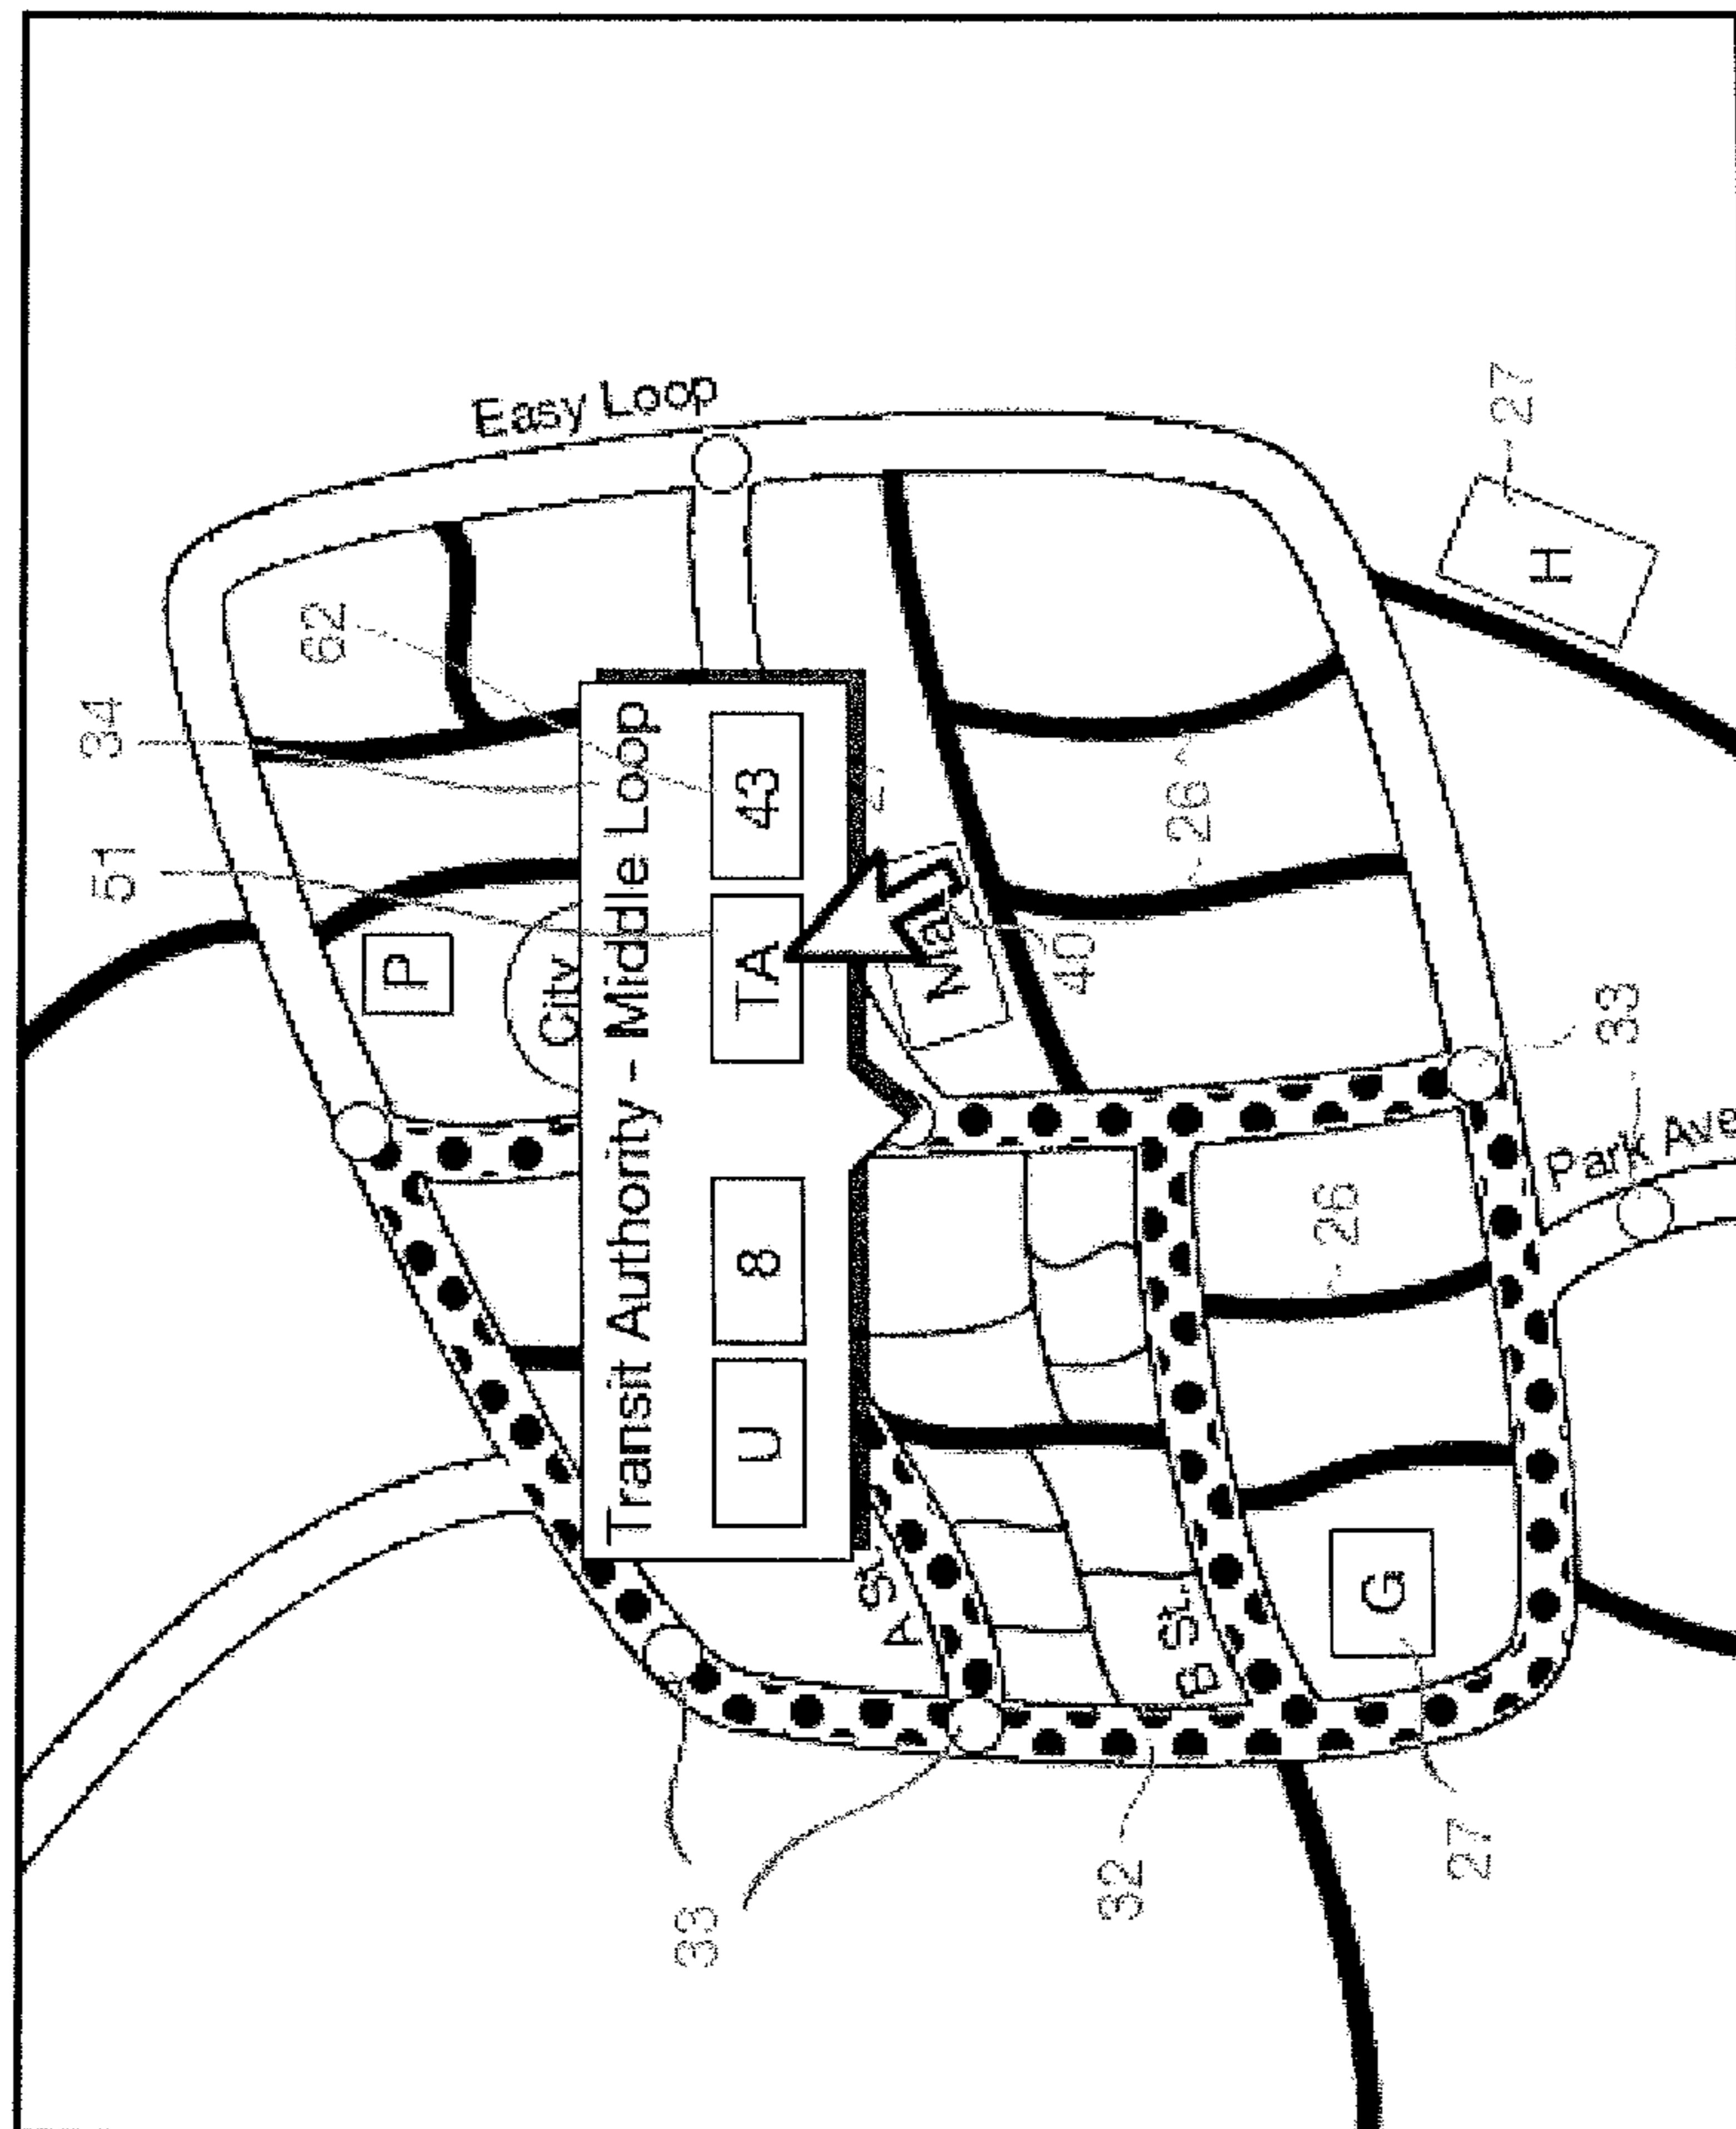 Easy Loop
27
H
62
34
Transit Authority - Middle Loop
U 8 TA 43
51
26
P
City
40
33
Park Ave
26
A St.
B St.
G
33
32
27